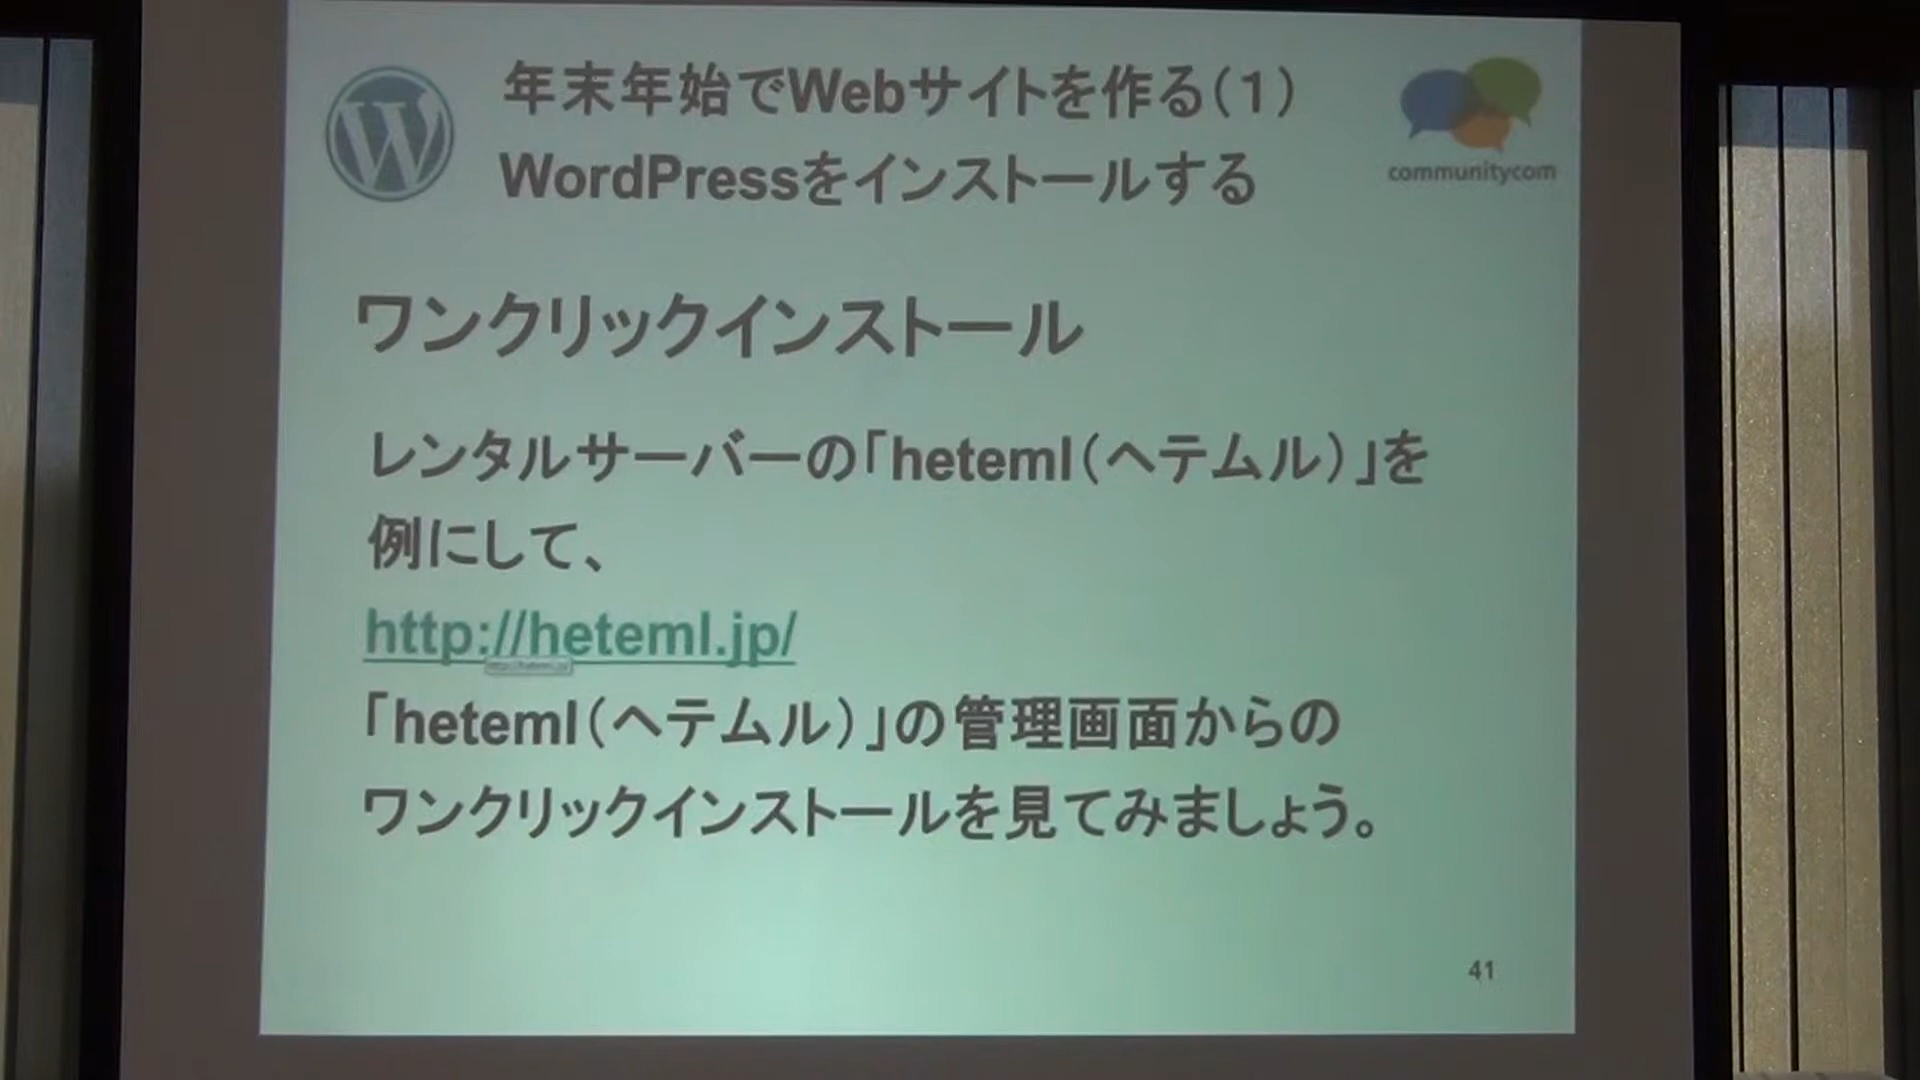 年末年始でWebサイトを作る（１）
WordPressをインストールする
communitycom
ワンクリックインストール
レンタルサーバーの「heteml（ヘテムル）」を
例にして、
http://heteml.jp/
「heteml（ヘテムル）」の管理画面からの
ワンクリックインストールを見てみましょう。
41